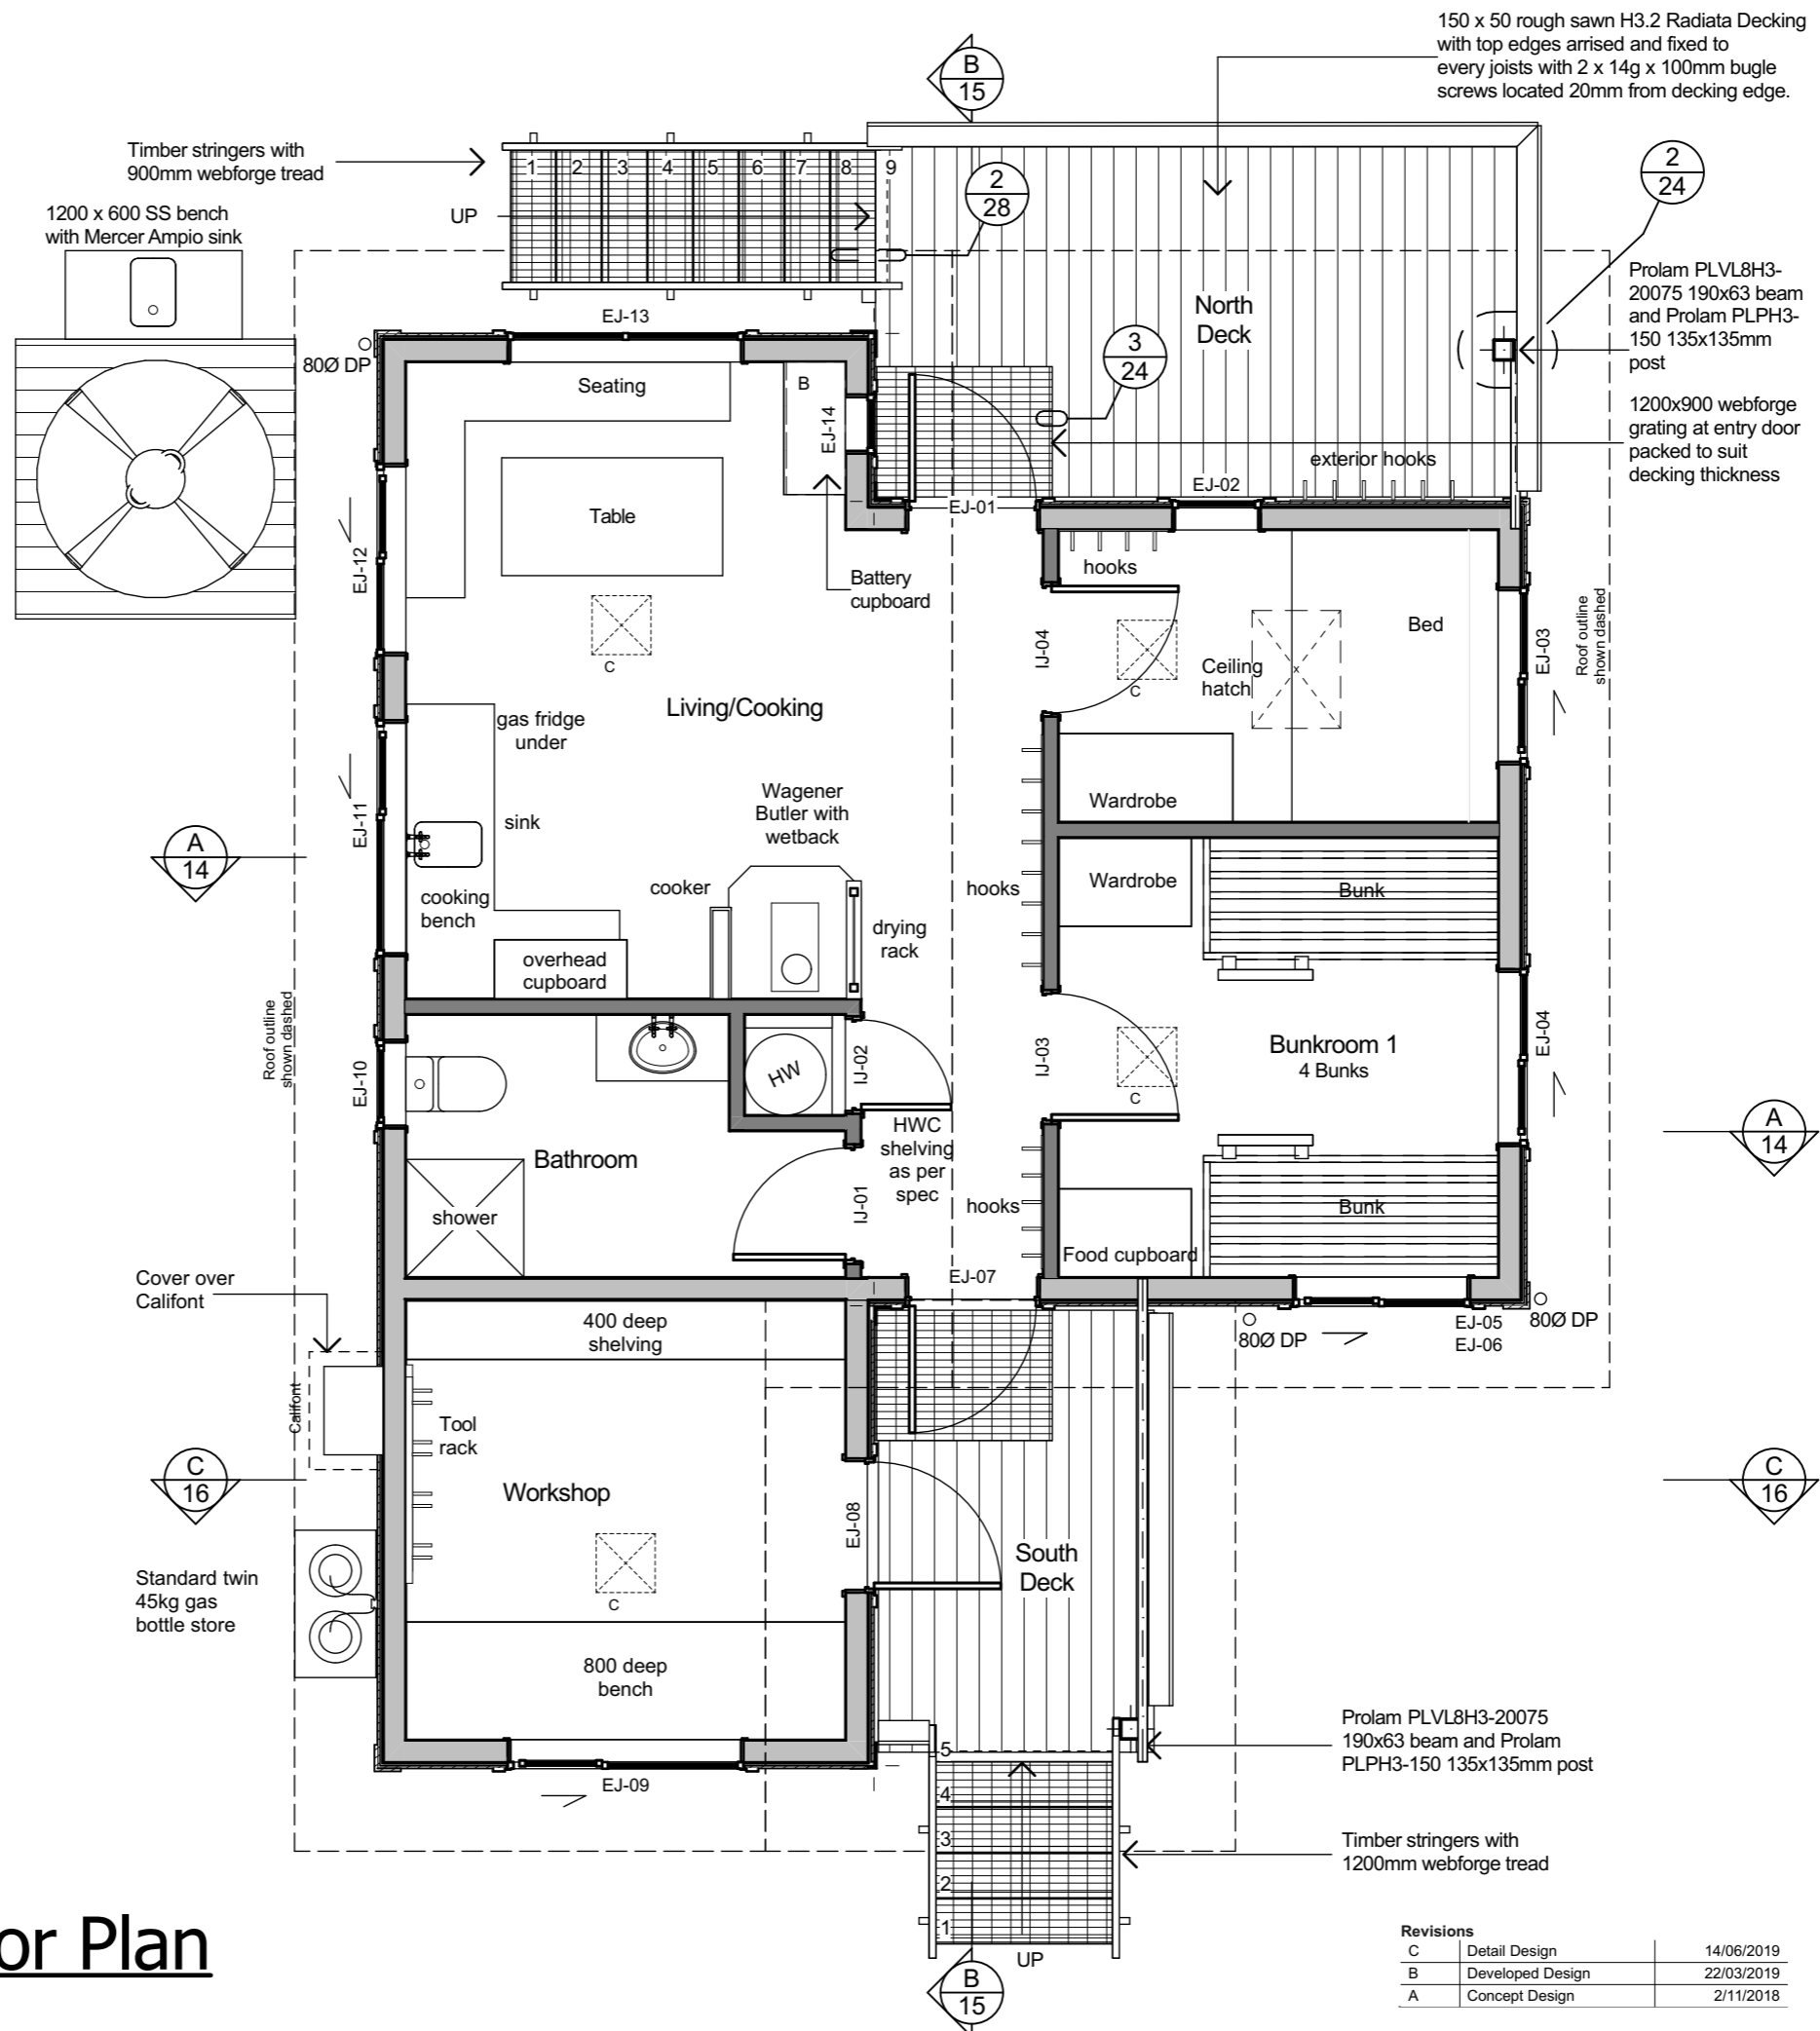 150 x 50 rough sawn H3.2 Radiata Decking
with top edges arrised and fixed to
every joists with 2 x 14g x 100mm bugle
screws located 20mm from decking edge.
B
15
Timber stringers with
900mm webforge tread
1 2 3 4 5 6 7 8 9
UP
2
28
2
24
1200 x 600 SS bench
with Mercer Ampio sink
North
Deck
Prolam PLVL8H3-
20075 190x63 beam
and Prolam PLPH3-
150 135x135mm
post
EJ-13
80Ø DP
3
24
Seating
B
EJ-14
1200x900 webforge
grating at entry door
packed to suit
decking thickness
exterior hooks
EJ-02
EJ-01
Table
EJ-12
hooks
Battery
cupboard
C
IJ-04
C
Ceiling
hatch
Bed
EJ-03
Roof outline
shown dashed
Living/Cooking
gas fridge
under
Wagener
Butler with
wetback
Wardrobe
EJ-11
sink
A
14
cooker
cooking
bench
overhead
cupboard
drying
rack
hooks
Wardrobe
Bunk
Roof outline
shown dashed
EJ-10
HW
IJ-02
IJ-03
C
Bunkroom 1
4 Bunks
EJ-04
HWC
shelving
as per
spec
A
14
Bathroom
shower
IJ-01
hooks
Bunk
Food cupboard
Cover over
Califont
EJ-07
400 deep
shelving
80Ø DP
EJ-05
EJ-06
80Ø DP
Califont
Tool
rack
C
16
Workshop
EJ-08
C
16
C
South
Deck
Standard twin
45kg gas
bottle store
800 deep
bench
Prolam PLVL8H3-20075
190x63 beam and Prolam
PLPH3-150 135x135mm post
EJ-09
5
4
3
2
1
UP
Timber stringers with
1200mm webforge tread
B
15
or Plan
Revisions
C Detail Design 14/06/2019
B Developed Design 22/03/2019
A Concept Design 2/11/2018